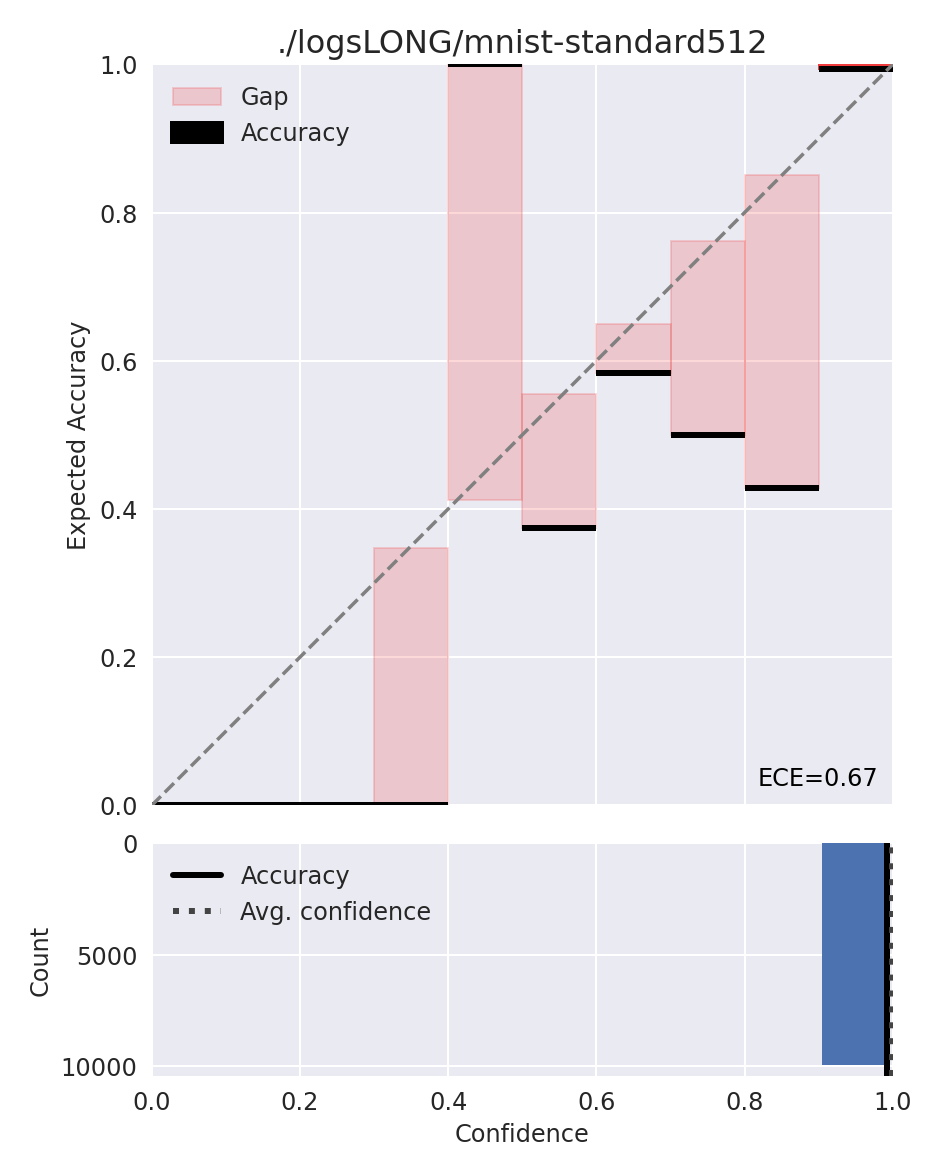 ./logsLONG/mnist-standard512
1.0
Gap
Accuracy
0.8
0.6
Expected Accuracy
0.4
0.2
ECE=0.67
0.0
0
Accuracy
Avg. confidence
Count
5000
10000
0.0 0.2 0.4 0.6 0.8 1.0
Confidence